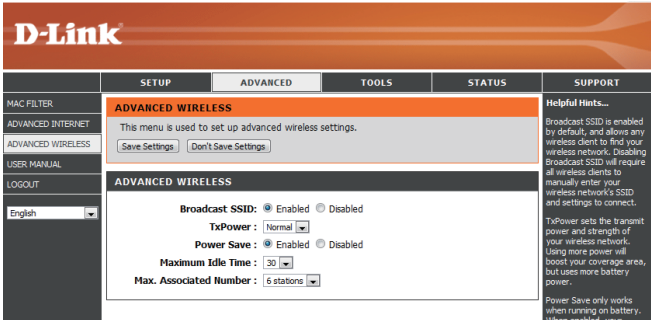 D-Link
SETUP ADVANCED TOOLS STATUS SUPPORT
MAC FILTER
ADVANCED INTERNET
ADVANCED WIRELESS
USER MANUAL
LOGOUT
English
ADVANCED WIRELESS
This menu is used to set up advanced wireless settings.
Save Settings Don't Save Settings
ADVANCED WIRELESS
Broadcast SSID: Enabled Disabled
TxPower : Normal
Power Save : Enabled Disabled
Maximum Idle Time : 30
Max. Associated Number : 6 stations
Helpful Hints...
Broadcast SSID is enabled
by default, and allows any
wireless client to find your
wireless network. Disabling
Broadcast SSID will require
all wireless clients to
manually enter your
wireless network's SSID
and settings to connect.
TxPower sets the transmit
power and strength of
your wireless network.
Using more power will
boost your coverage area,
but uses more battery
power.
Power Save only works
when running on battery.
When enabled, your